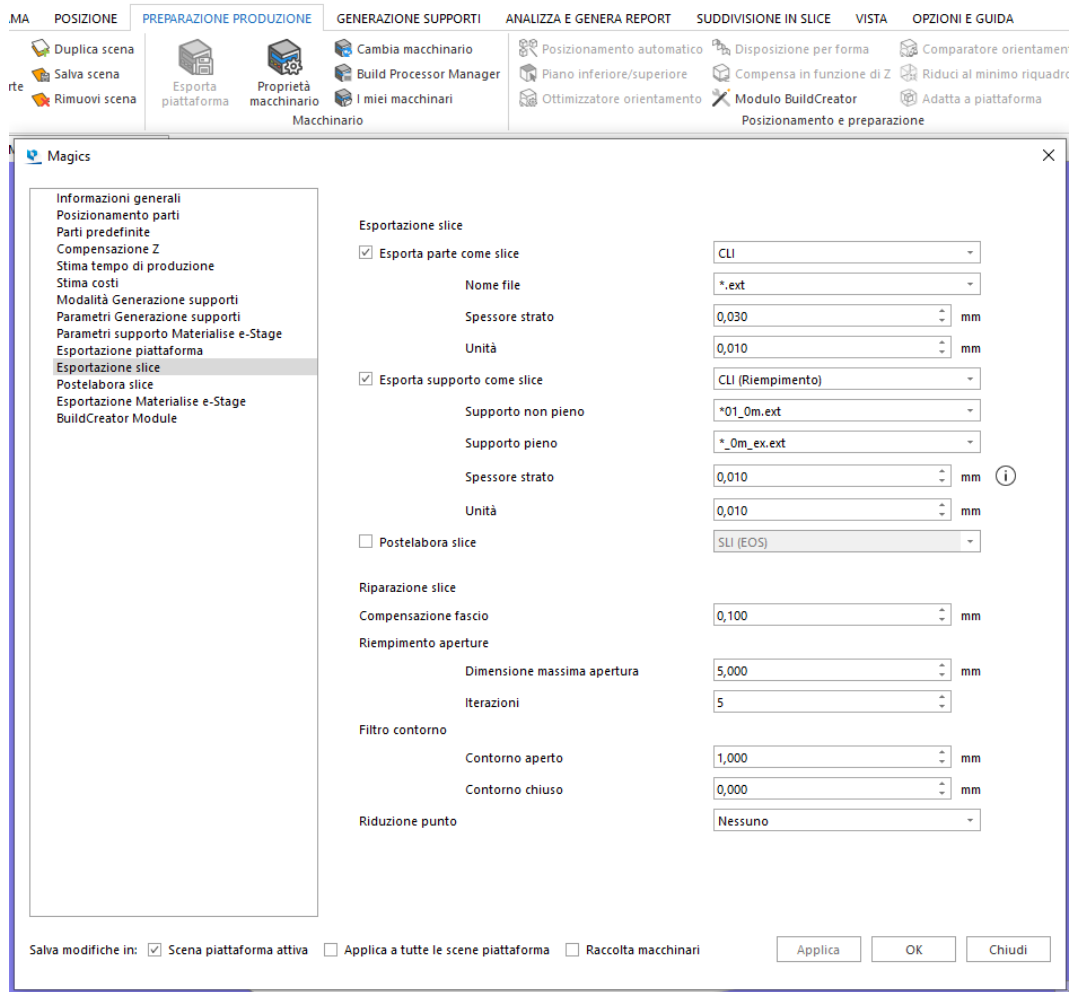 AMA POSIZIONE PREPARAZIONE PRODUZIONE GENERAZIONE SUPPORTI ANALIZZA E GENERA REPORT SUDDIVISIONE IN SLICE VISTA OPZIONI E GUIDA
Duplica scena
Salva scena
rte
Rimuovi scena
Esporta piattaforma
Proprietà macchinario
Cambia macchinario
Build Processor Manager
I miei macchinari
Macchinario
Posizionamento automatico
Piano inferiore/superiore
Ottimizzatore orientamento
Disposizione per forma
Compensa in funzione di Z
Modulo BuildCreator
Comparatore orientamen
Riduci al minimo riquadro
Adatta a piattaforma
Posizionamento e preparazione
Magics
Informazioni generali
Posizionamento parti
Parti predefinite
Compensazione Z
Stima tempo di produzione
Stima costi
Modalità Generazione supporti
Parametri Generazione supporti
Parametri supporto Materialise e-Stage
Esportazione piattaforma
Esportazione slice
Postelabora slice
Esportazione Materialise e-Stage
BuildCreator Module
Esportazione slice
Esporta parte come slice CLI
Nome file *.ext
Spessore strato 0,030 mm
Unità 0,010 mm
Esporta supporto come slice CLI (Riempimento)
Supporto non pieno *01_0m.ext
Supporto pieno *_0m_ex.ext
Spessore strato 0,010 mm
Unità 0,010 mm
Postelabora slice SLI (EOS)
Riparazione slice
Compensazione fascio 0,100 mm
Riempimento aperture
Dimensione massima apertura 5,000 mm
Iterazioni 5
Filtro contorno
Contorno aperto 1,000 mm
Contorno chiuso 0,000 mm
Riduzione punto Nessuno
Salva modifiche in: Scena piattaforma attiva Applica a tutte le scene piattaforma Raccolta macchinari Applica OK Chiudi